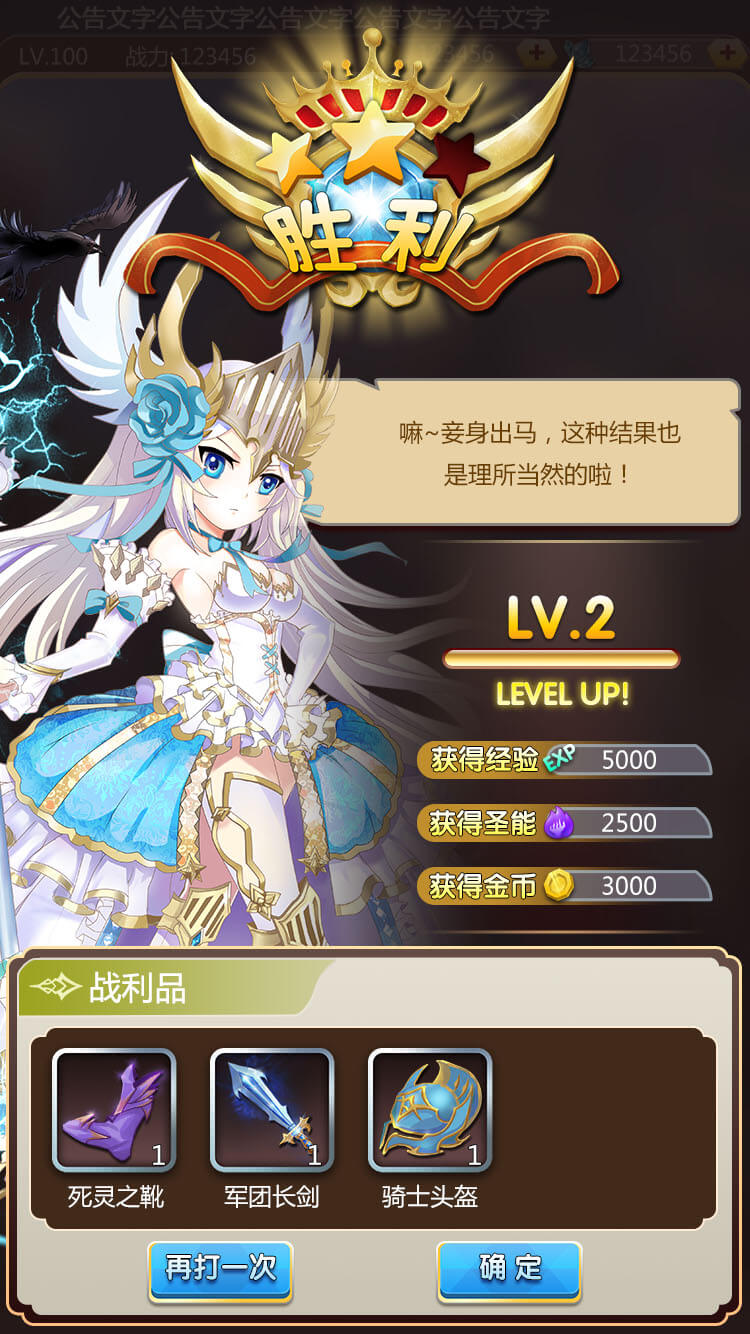 公告文字公告文字公告文字公告文字公告文字
LV.100 战力:123456 123456 123456
胜利
嘛~妾身出马，这种结果也
是理所当然的啦！
LV.2
LEVEL UP!
获得经验 EXP 5000
获得圣能 2500
获得金币 3000
战利品
1 1 1
死灵之靴 军团长剑 骑士头盔
再打一次 确定